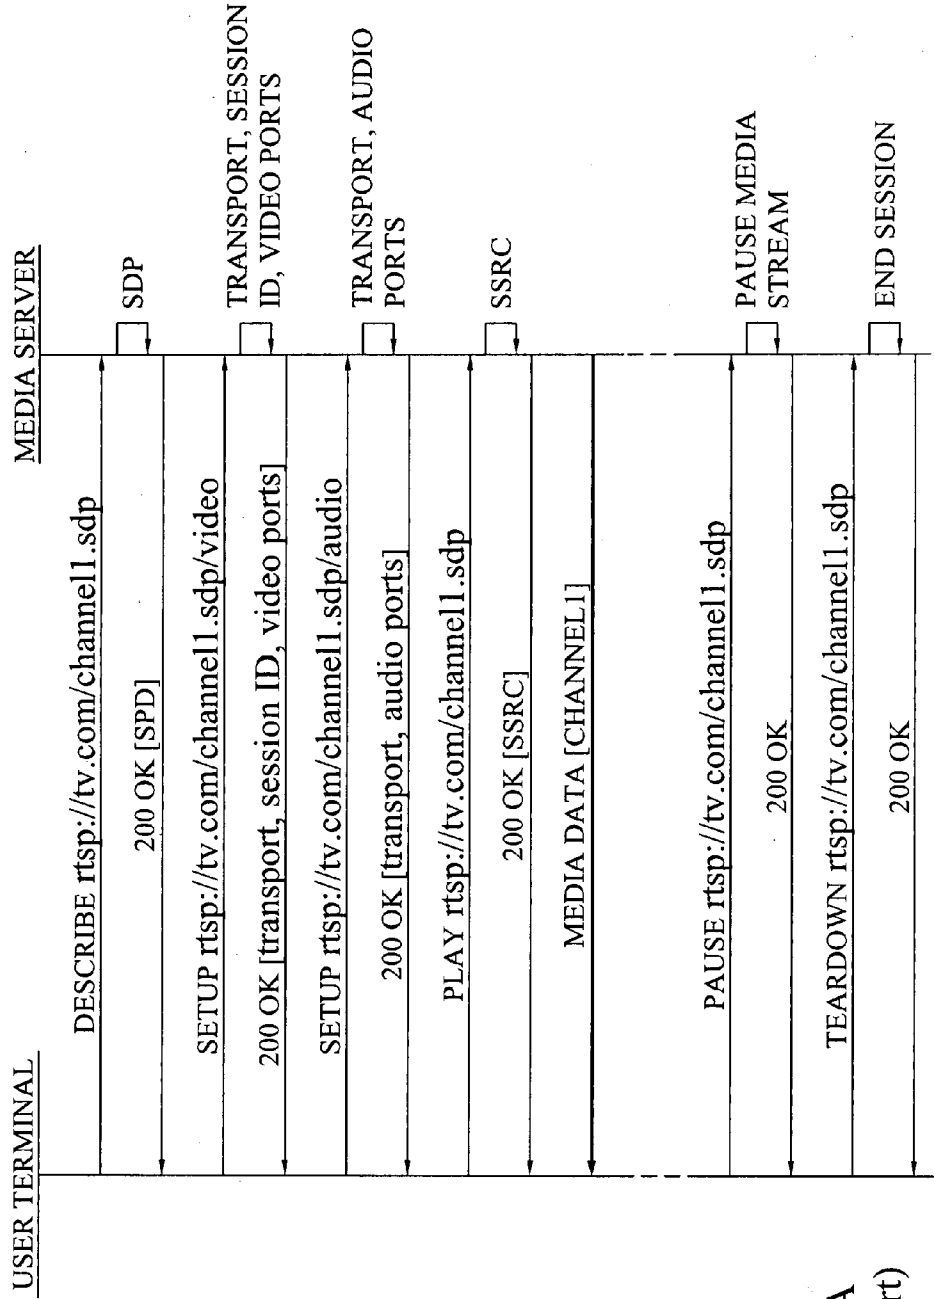 USER TERMINAL
MEDIA SERVER
DESCRIBE rtsp://tv.com/channel1.sdp
SDP
200 OK [SPD]
SETUP rtsp://tv.com/channel1.sdp/video
TRANSPORT, SESSION
ID, VIDEO PORTS
200 OK [transport, session ID, video ports]
SETUP rtsp://tv.com/channel1.sdp/audio
TRANSPORT, AUDIO
PORTS
200 OK [transport, audio ports]
PLAY rtsp://tv.com/channel1.sdp
SSRC
200 OK [SSRC]
MEDIA DATA [CHANNEL1]
PAUSE rtsp://tv.com/channel1.sdp
PAUSE MEDIA
STREAM
200 OK
TEARDOWN rtsp://tv.com/channel1.sdp
END SESSION
200 OK
A
rt)